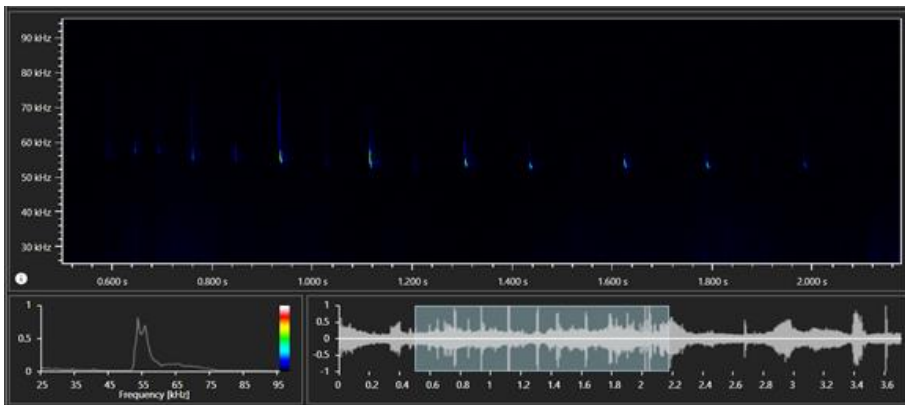 90 kHz
80 kHz
70 kHz
60 kHz
50 kHz
40 kHz
30 kHz
0.600 s 0.800 s 1.000 s 1.200 s 1.400 s 1.600 s 1.800 s 2.000 s
1
0.5
0
25 35 45 55 65 75 85 95
Frequency [kHz]
1
0.5
0
-0.5
-1
0 0.2 0.4 0.6 0.8 1 1.2 1.4 1.6 1.8 2 2.2 2.4 2.6 2.8 3 3.2 3.4 3.6